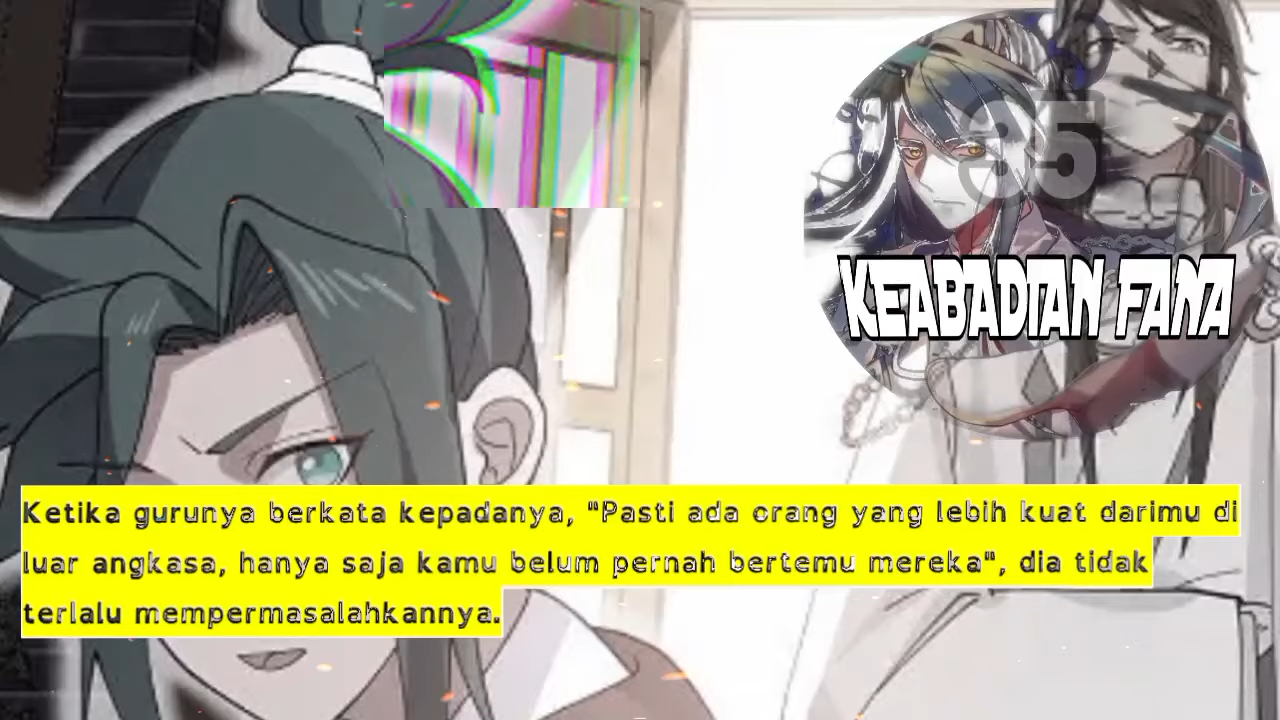 35
KEABADIAN FANA
Ketika gurunya berkata kepadanya, "Pasti ada orang yang lebih kuat darimu di
luar angkasa, hanya saja kamu belum pernah bertemu mereka", dia tidak
terlalu mempermasalahkannya.